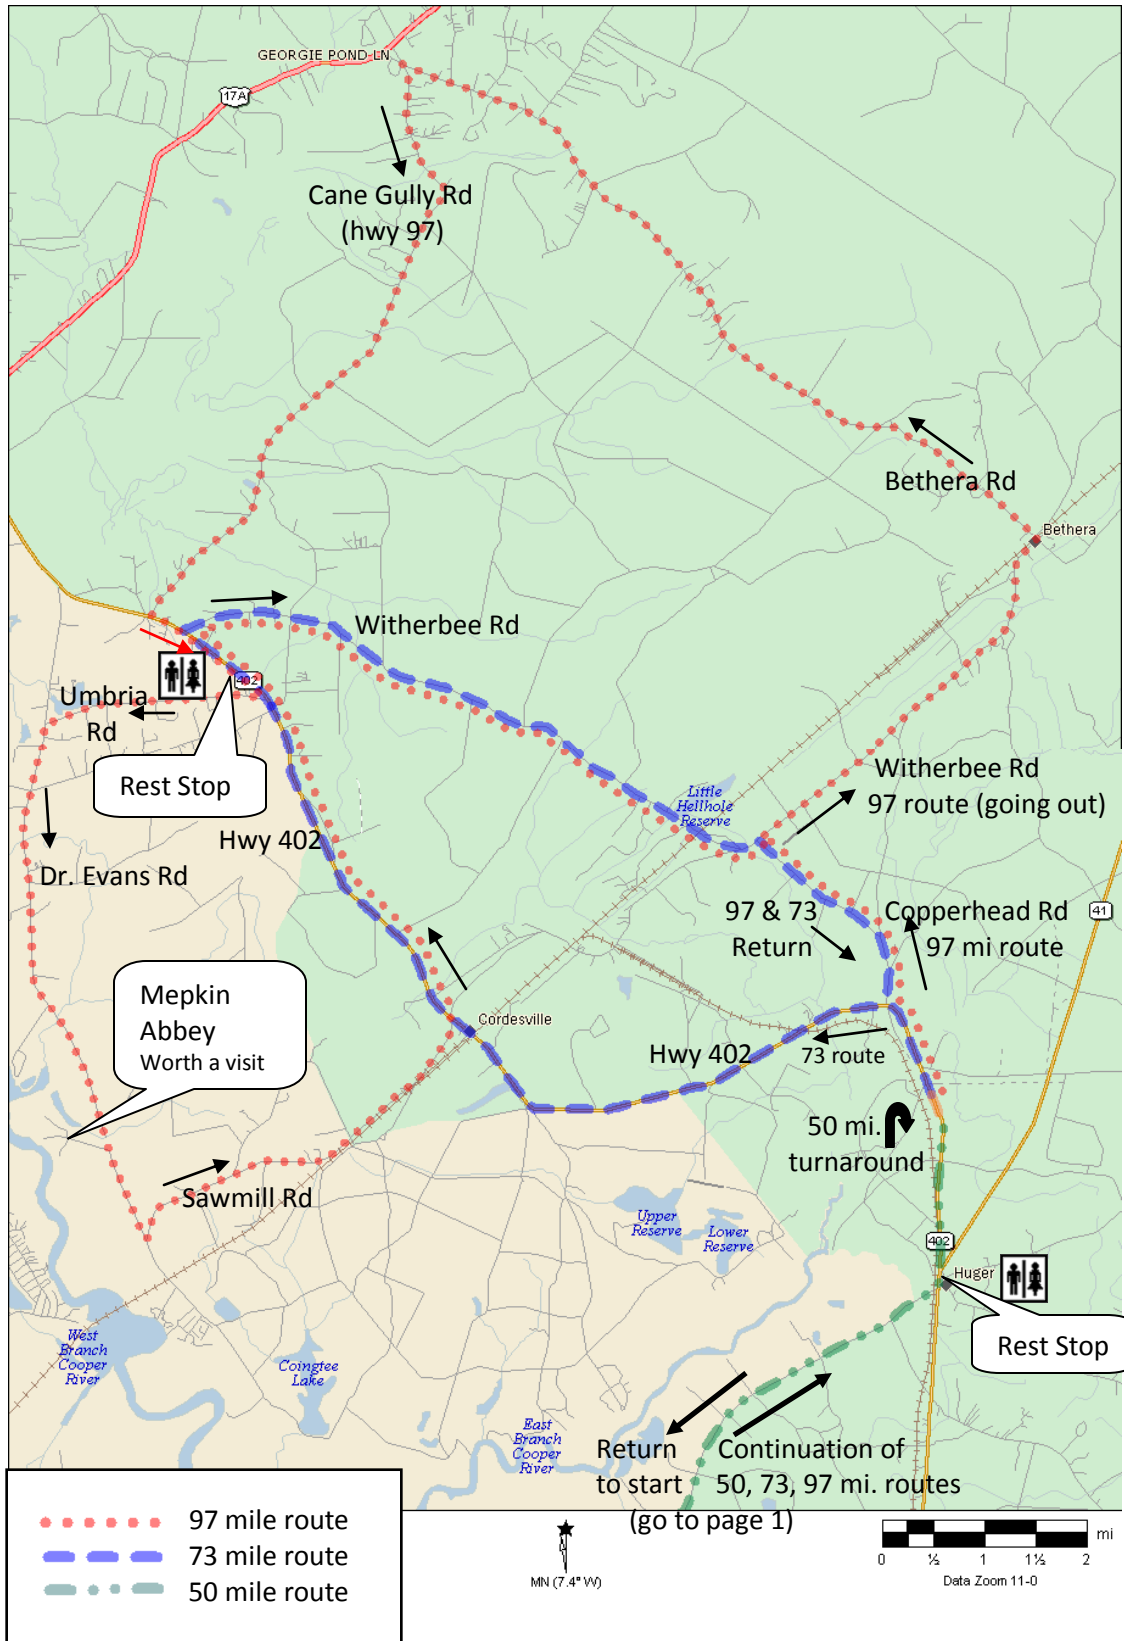 GEORGIE POND LN
17A
Cane Gully Rd
(hwy 97)
Bethera Rd
Bethera
Witherbee Rd
402
Umbria
Rd
Rest Stop
Little
Hellhole
Reserve
Witherbee Rd
97 route (going out)
Hwy 402
Dr. Evans Rd
97 & 73
Return
Copperhead Rd
97 mi route
41
Mepkin
Abbey
Worth a visit
Cordesville
Hwy 402
73 route
50 mi.
turnaround
Sawmill Rd
Upper
Reserve
Lower
Reserve
402
Huger
Rest Stop
West
Branch
Cooper
River
Coingtee
Lake
East
Branch
Cooper
River
Return
to start
Continuation of
50, 73, 97 mi. routes
(go to page 1)
97 mile route
73 mile route
50 mile route
MN (7.4° W)
mi
0 ½ 1 1½ 2
Data Zoom 11-0